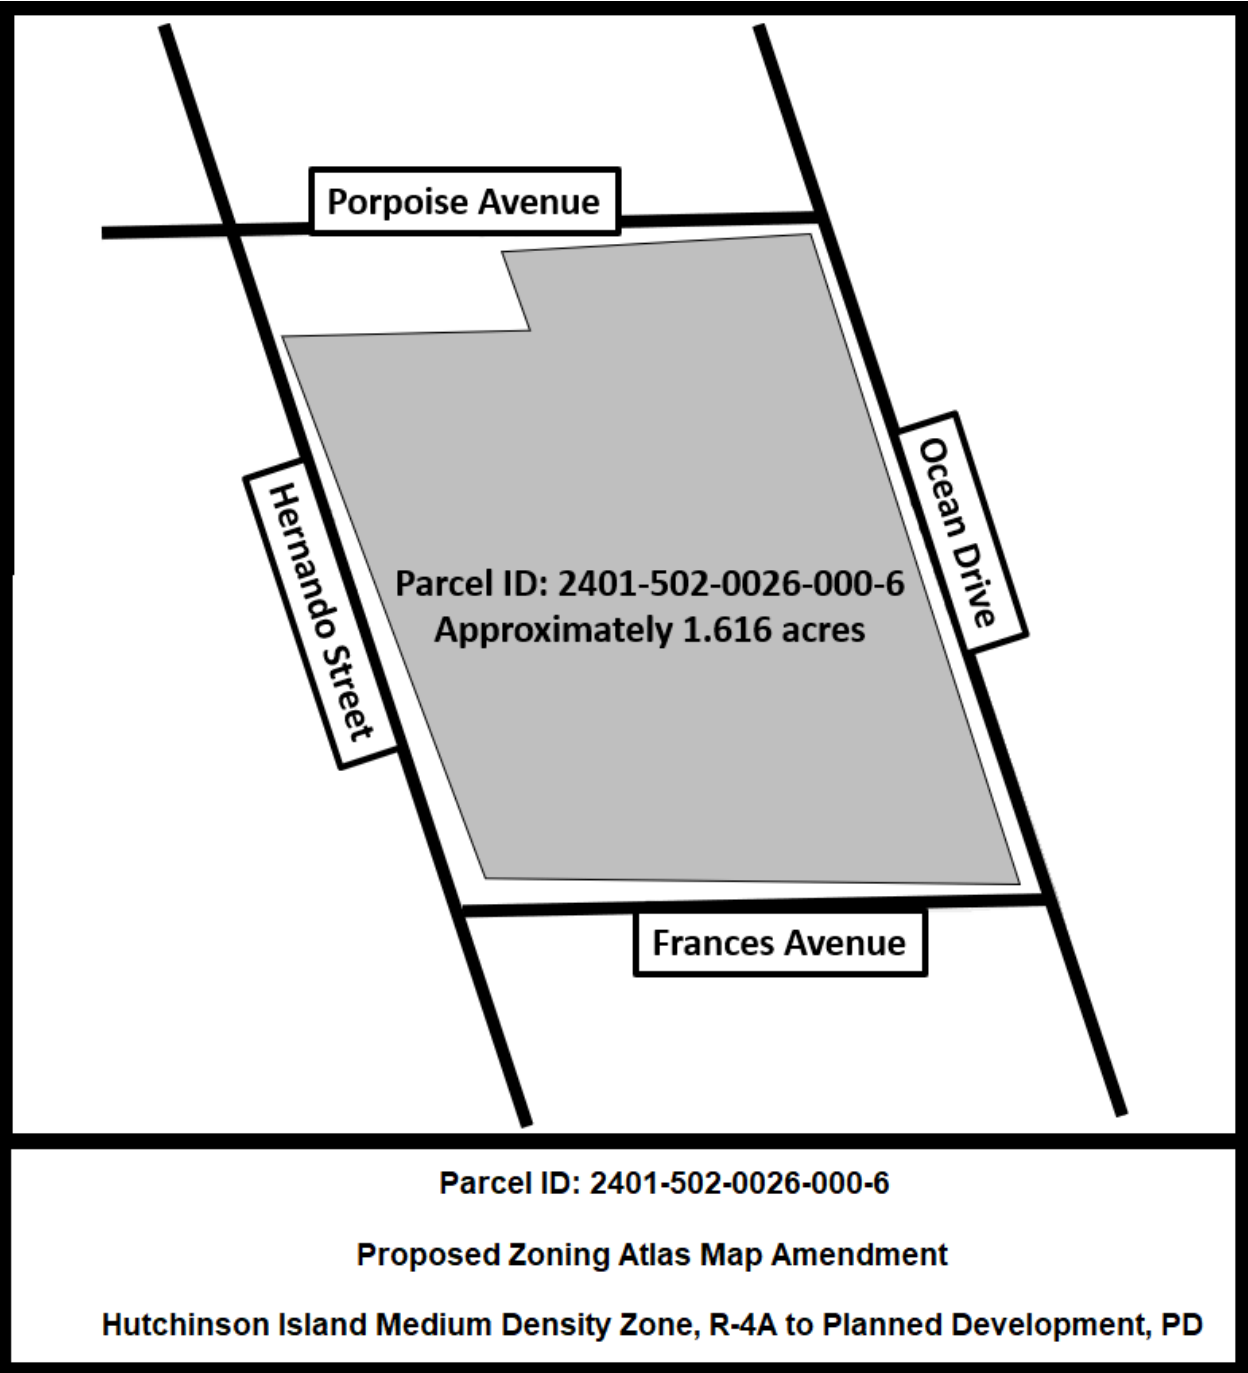 Porpoise Avenue
Ocean Drive
Hernando Street
Parcel ID: 2401-502-0026-000-6
Approximately 1.616 acres
Frances Avenue
Parcel ID: 2401-502-0026-000-6
Proposed Zoning Atlas Map Amendment
Hutchinson Island Medium Density Zone, R-4A to Planned Development, PD